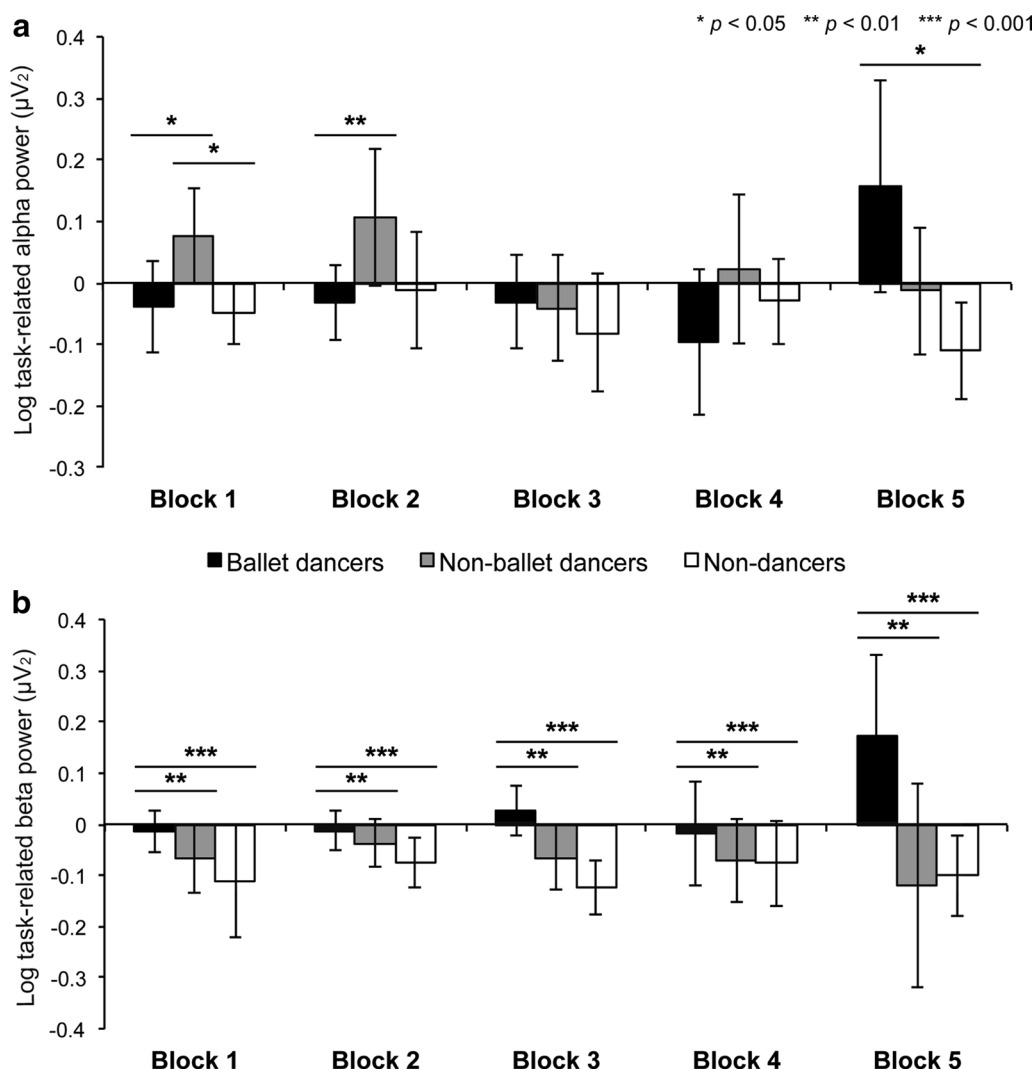 a
* p < 0.05 ** p < 0.01 *** p < 0.001
Log task-related alpha power (µV2)
0.4
0.3
0.2
0.1
0
-0.1
-0.2
-0.3
* * ** *
Block 1 Block 2 Block 3 Block 4 Block 5
Ballet dancers Non-ballet dancers Non-dancers
b
Log task-related beta power (µV2)
0.4
0.3
0.2
0.1
0
-0.1
-0.2
-0.3
-0.4
*** *** *** *** ***
** ** ** ** **
Block 1 Block 2 Block 3 Block 4 Block 5